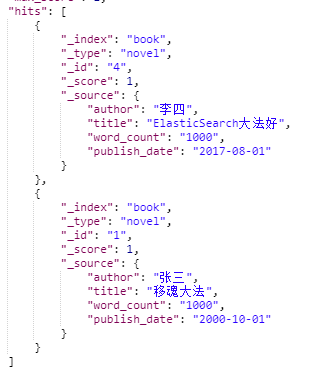 "hits": [
{
"_index": "book",
"_type": "novel",
"_id": "4",
"_score": 1,
"_source": {
"author": "李四",
"title": "ElasticSearch大法好",
"word_count": "1000",
"publish_date": "2017-08-01"
}
},
{
"_index": "book",
"_type": "novel",
"_id": "1",
"_score": 1,
"_source": {
"author": "张三",
"title": "移魂大法",
"word_count": "1000",
"publish_date": "2000-10-01"
}
}
]